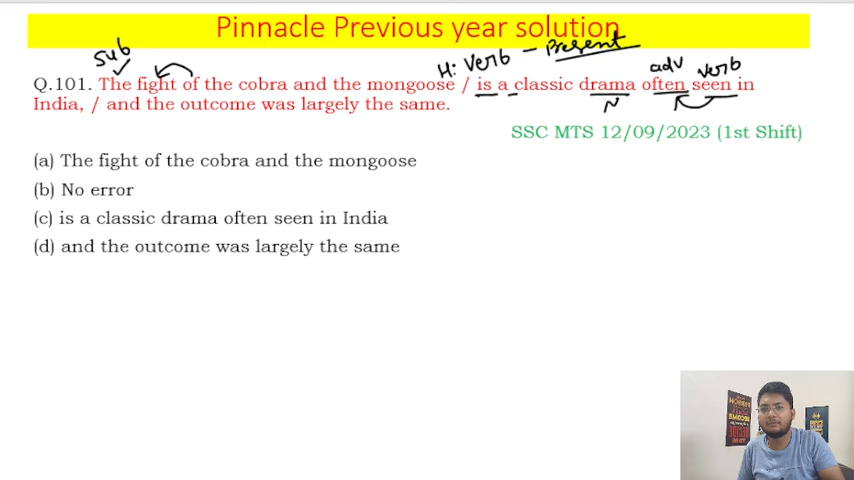 Pinnacle Previous year solution
sub
H: Verb - Present
adv
verb
Q.101. The fight of the cobra and the mongoose / is a classic drama often seen in
India, / and the outcome was largely the same.
N
SSC MTS 12/09/2023 (1st Shift)
(a) The fight of the cobra and the mongoose
(b) No error
(c) is a classic drama often seen in India
(d) and the outcome was largely the same